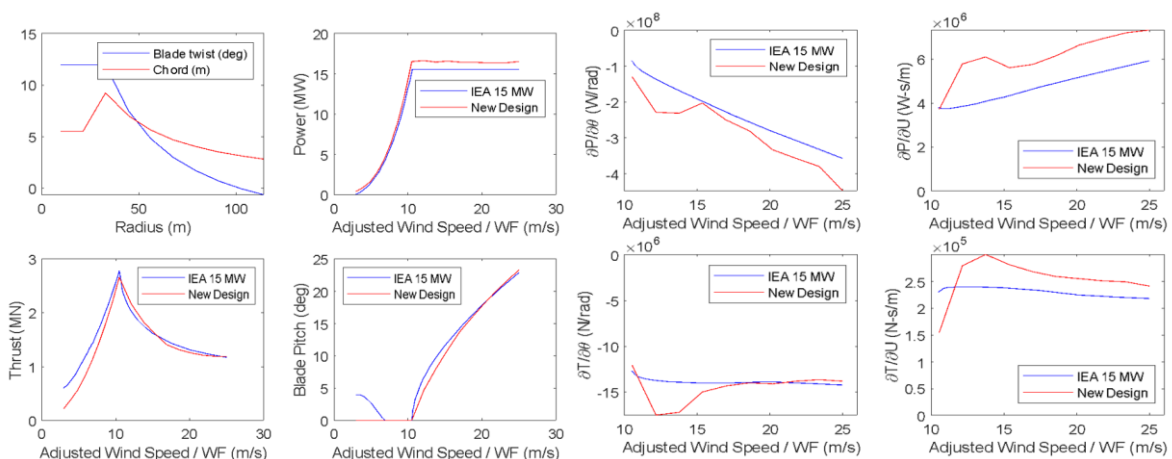 15
10
5
0
0
50
100
Radius (m)
Blade twist (deg)
Chord (m)
Power (MW)
20
15
10
5
0
0
10
20
30
Adjusted Wind Speed / WF (m/s)
IEA 15 MW
New Design
×10⁸
∂P/∂θ (W/rad)
0
-1
-2
-3
-4
10
15
20
25
Adjusted Wind Speed / WF (m/s)
IEA 15 MW
New Design
×10⁶
∂P/∂U (W-s/m)
6
4
2
0
10
15
20
25
Adjusted Wind Speed / WF (m/s)
IEA 15 MW
New Design
Thrust (MN)
3
2
1
0
0
10
20
30
Adjusted Wind Speed / WF (m/s)
IEA 15 MW
New Design
Blade Pitch (deg)
25
20
15
10
5
0
0
10
20
30
Adjusted Wind Speed / WF (m/s)
IEA 15 MW
New Design
×10⁶
∂T/∂θ (N/rad)
0
-5
-10
-15
10
15
20
25
Adjusted Wind Speed / WF (m/s)
IEA 15 MW
New Design
×10⁵
∂T/∂U (N-s/m)
3
2.5
2
1.5
1
0.5
0
10
15
20
25
Adjusted Wind Speed / WF (m/s)
IEA 15 MW
New Design